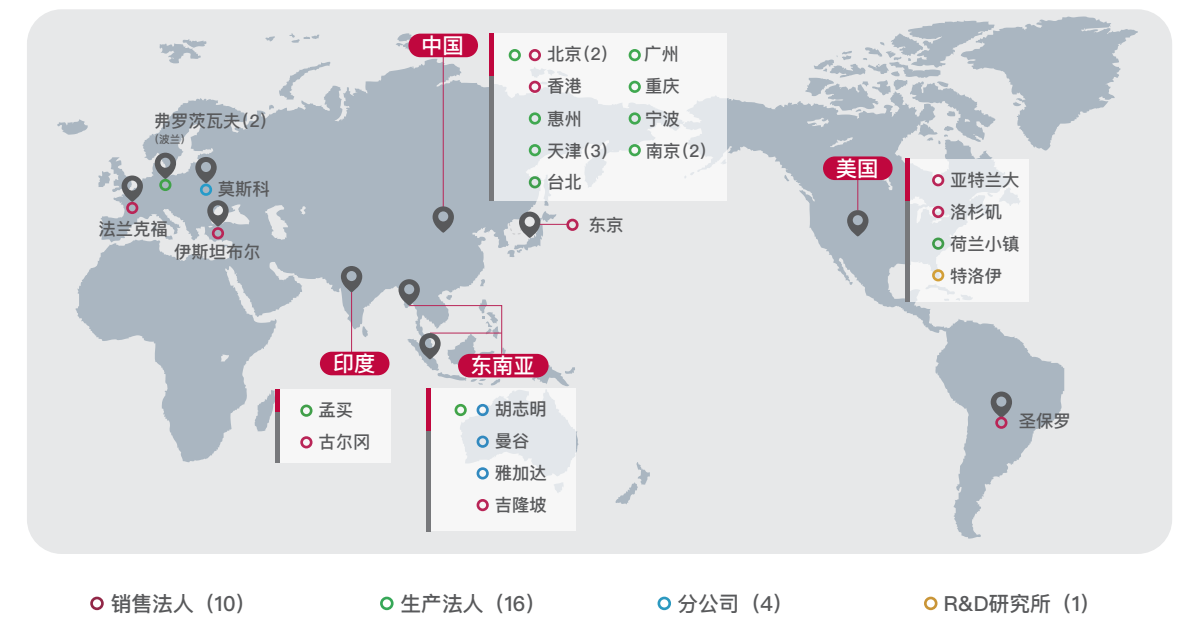 中国
北京(2)
广州
香港
重庆
惠州
宁波
天津(3)
南京(2)
台北
弗罗茨瓦夫(2)
(波兰)
莫斯科
法兰克福
伊斯坦布尔
东京
美国
亚特兰大
洛杉矶
荷兰小镇
特洛伊
印度
孟买
古尔冈
东南亚
胡志明
曼谷
雅加达
吉隆坡
圣保罗
销售法人（10）
生产法人（16）
分公司（4）
R&D研究所（1）